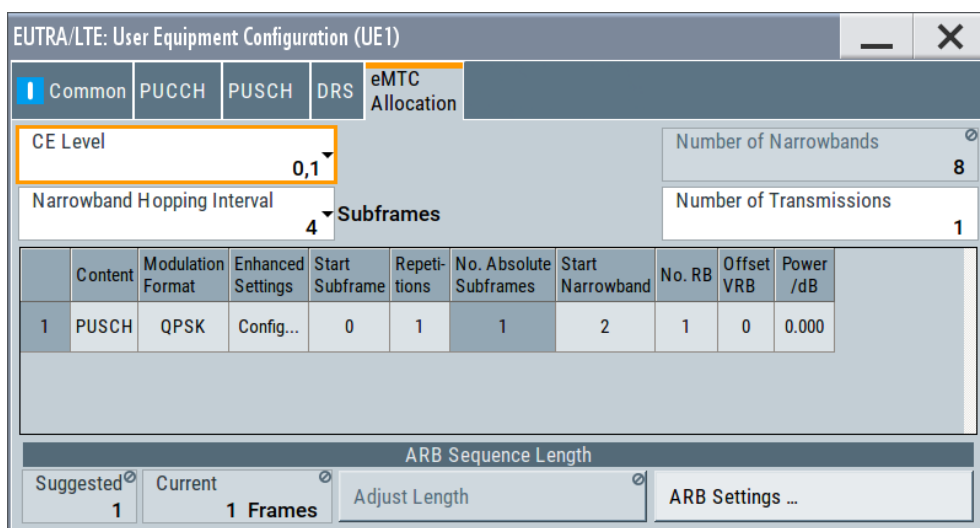 EUTRA/LTE: User Equipment Configuration (UE1)
Common PUCCH PUSCH DRS eMTC Allocation
CE Level
0,1
Number of Narrowbands
8
Narrowband Hopping Interval
4 Subframes
Number of Transmissions
1
Content Modulation Format Enhanced Settings Start Subframe Repeti-tions No. Absolute Subframes Start Narrowband No. RB Offset VRB Power /dB
1 PUSCH QPSK Config... 0 1 1 2 1 0 0.000
ARB Sequence Length
Suggested
1
Current
1 Frames
Adjust Length
ARB Settings ...